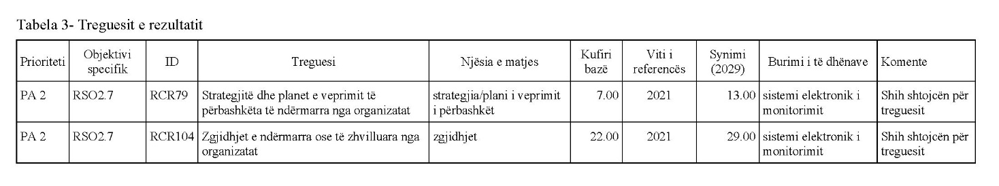 Tabela 3- Treguesit e rezultatit
Prioriteti Objektivi specifik ID Treguesi Njësia e matjes Kufiri bazë Viti i referencës Synimi (2029) Burimi i të dhënave Komente
PA 2 RSO2.7 RCR79 Strategjitë dhe planet e veprimit të strategjia/plani i veprimit 7.00 2021 13.00 sistemi elektronik i Shih shtojcën për
përbashkëta të ndërmarra nga organizatat i përbashkët monitorimit treguesit
PA 2 RSO2.7 RCR104 Zgjidhjet e ndërmarra ose të zhvilluara nga zgjidhjet 22.00 2021 29.00 sistemi elektronik i Shih shtojcën për
organizatat monitorimit treguesit